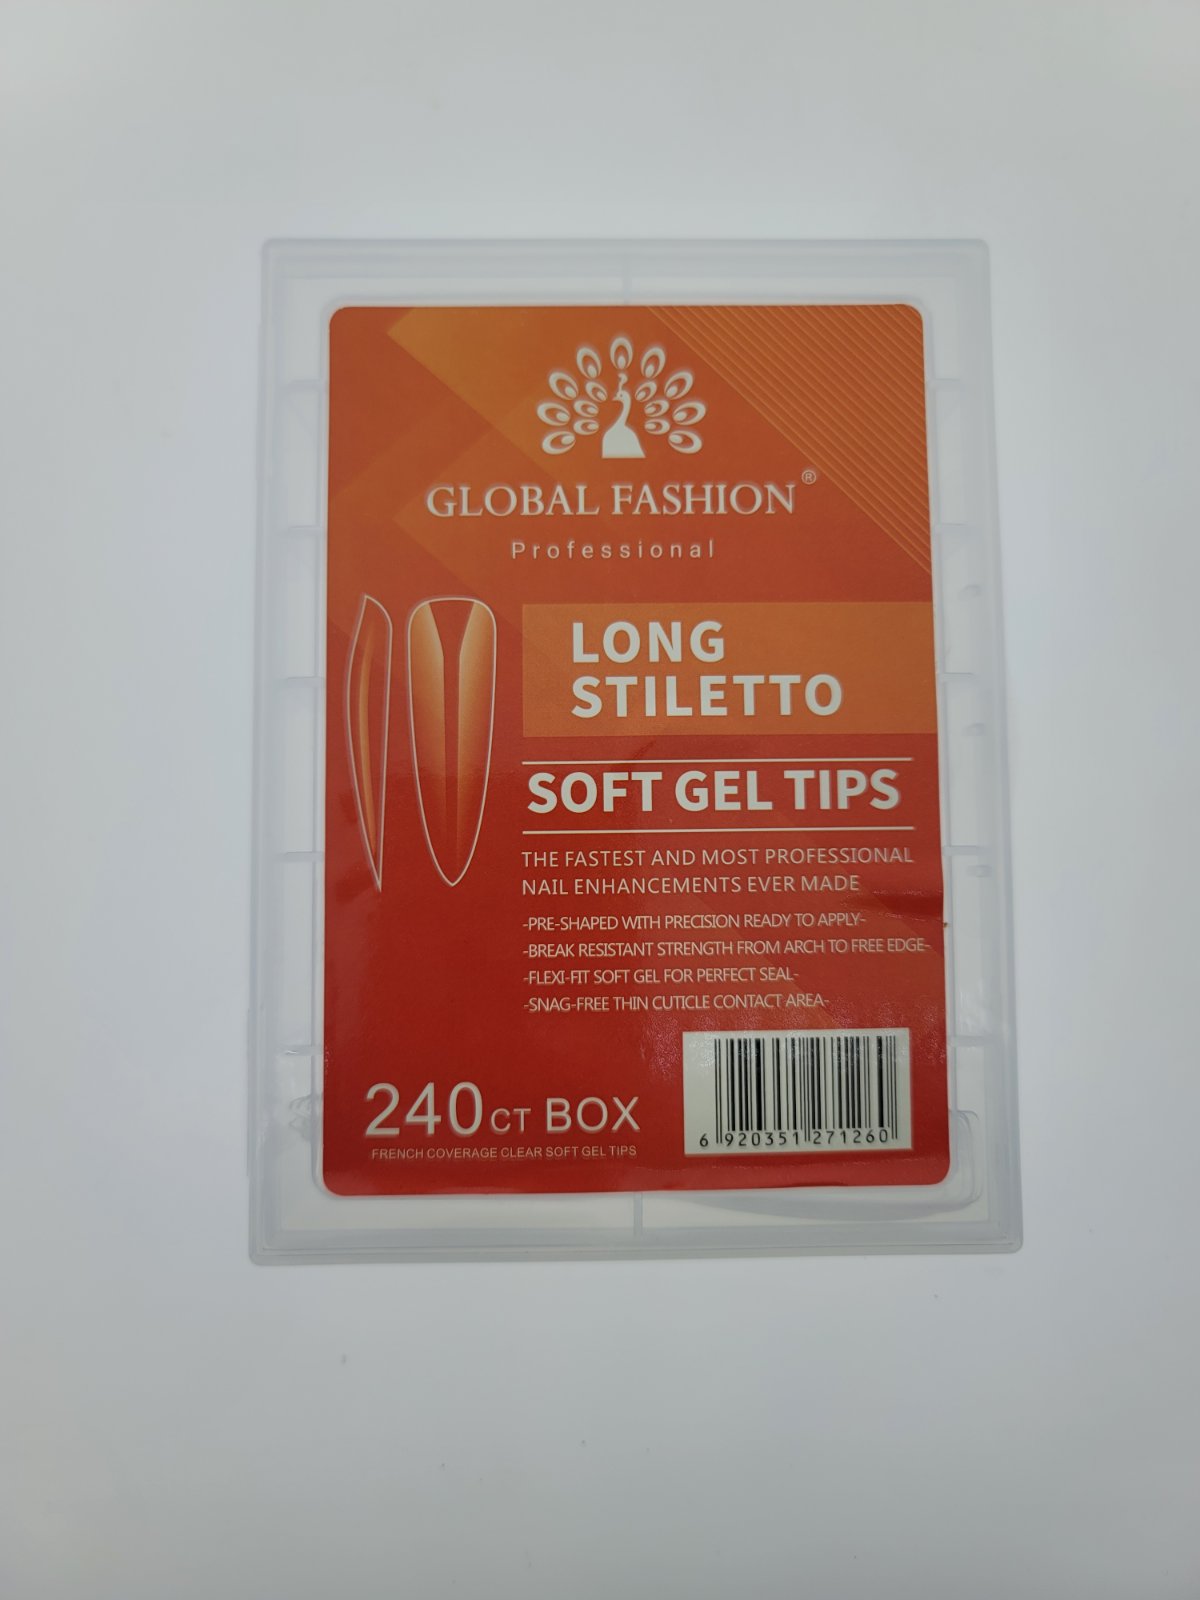 GLOBAL FASHION®
Professional
LONG
STILETTO
SOFT GEL TIPS
THE FASTEST AND MOST PROFESSIONAL
NAIL ENHANCEMENTS EVER MADE
-PRE-SHAPED WITH PRECISION READY TO APPLY-
-BREAK RESISTANT STRENGTH FROM ARCH TO FREE EDGE-
-FLEXI-FIT SOFT GEL FOR PERFECT SEAL-
-SNAG-FREE THIN CUTICLE CONTACT AREA-
240CT BOX
FRENCH COVERAGE CLEAR SOFT GEL TIPS
6 920351 271260